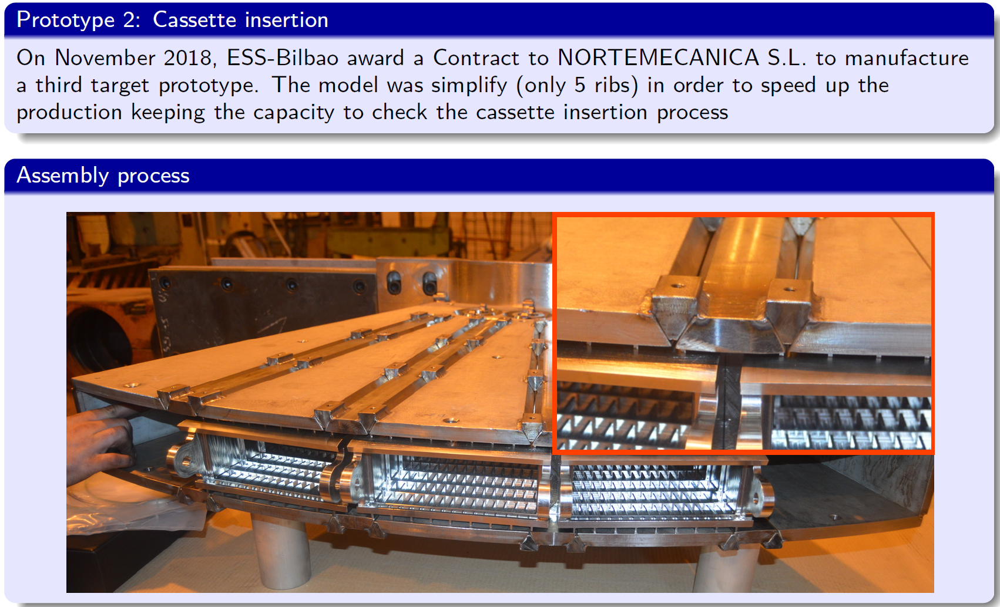 Prototype 2: Cassette insertion
On November 2018, ESS-Bilbao award a Contract to NORTEMECANICA S.L. to manufacture
a third target prototype. The model was simplify (only 5 ribs) in order to speed up the
production keeping the capacity to check the cassette insertion process
Assembly process